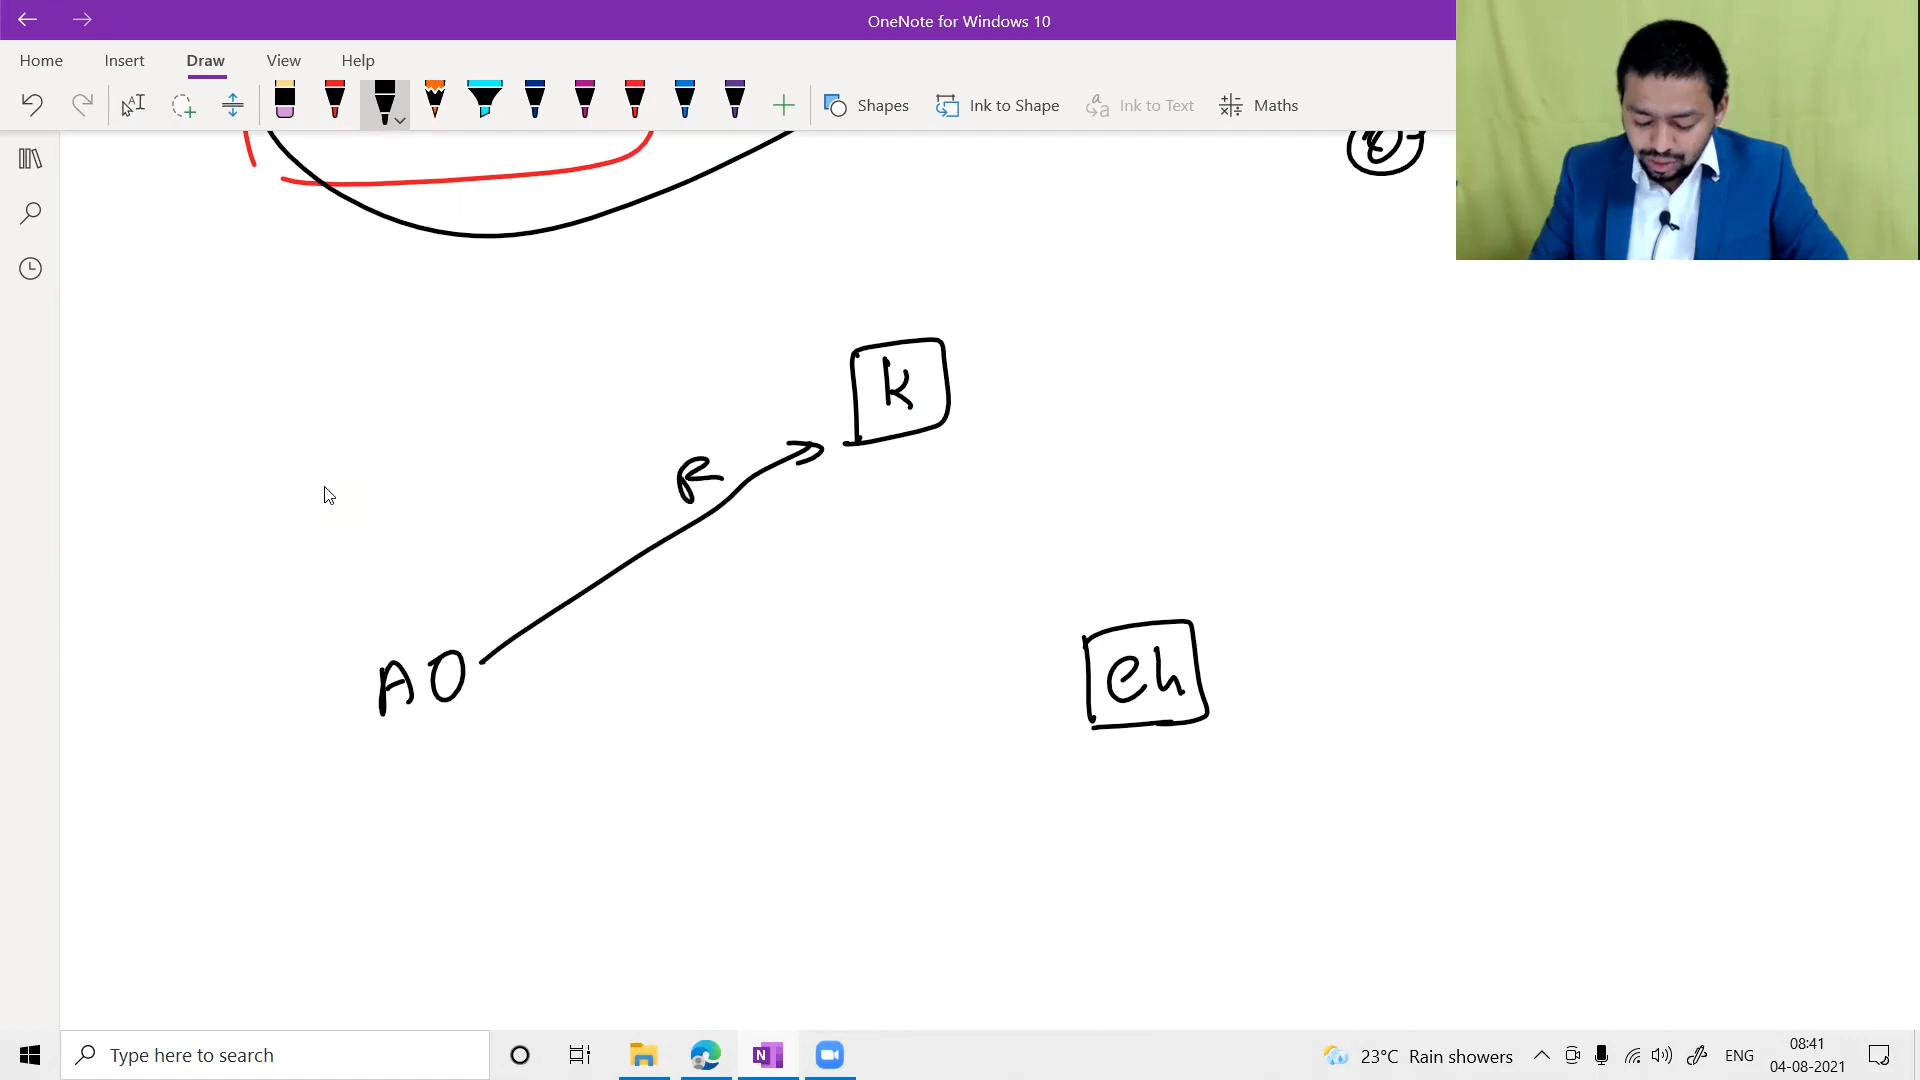 OneNote for Windows 10
Home Insert Draw View Help
Shapes Ink to Shape Ink to Text Maths
K
AO
eh
Type here to search
23°C Rain showers
ENG
08:41
04-08-2021